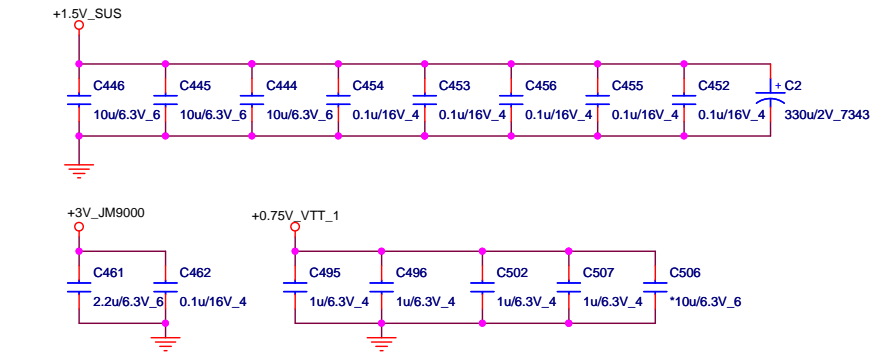 +1.5V_SUS
C446 C445 C444 C454 C453 C456 C455 C452 + C2
10u/6.3V_6 10u/6.3V_6 10u/6.3V_6 0.1u/16V_4 0.1u/16V_4 0.1u/16V_4 0.1u/16V_4 0.1u/16V_4 330u/2V_7343
+3V_JM9000 +0.75V_VTT_1
C461 C462 C495 C496 C502 C507 C506
2.2u/6.3V_6 0.1u/16V_4 1u/6.3V_4 1u/6.3V_4 1u/6.3V_4 1u/6.3V_4 *10u/6.3V_6